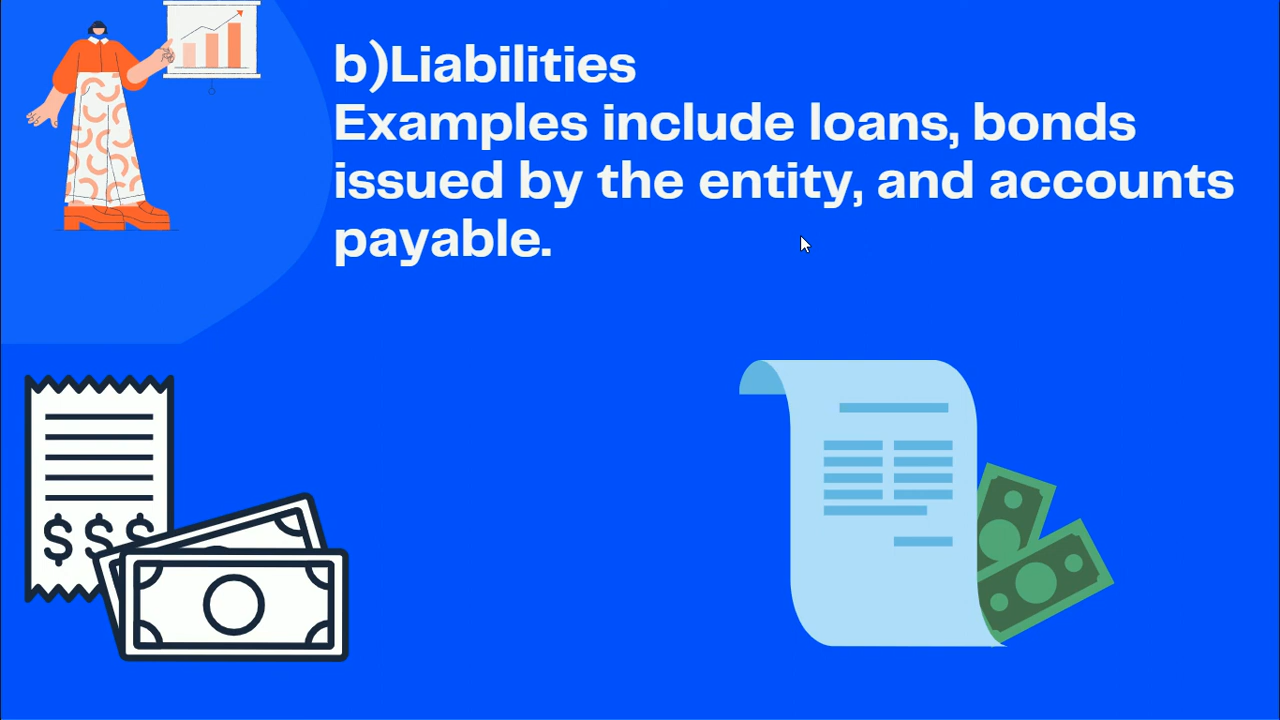 b)Liabilities
Examples include loans, bonds
issued by the entity, and accounts
payable.
$ $ $